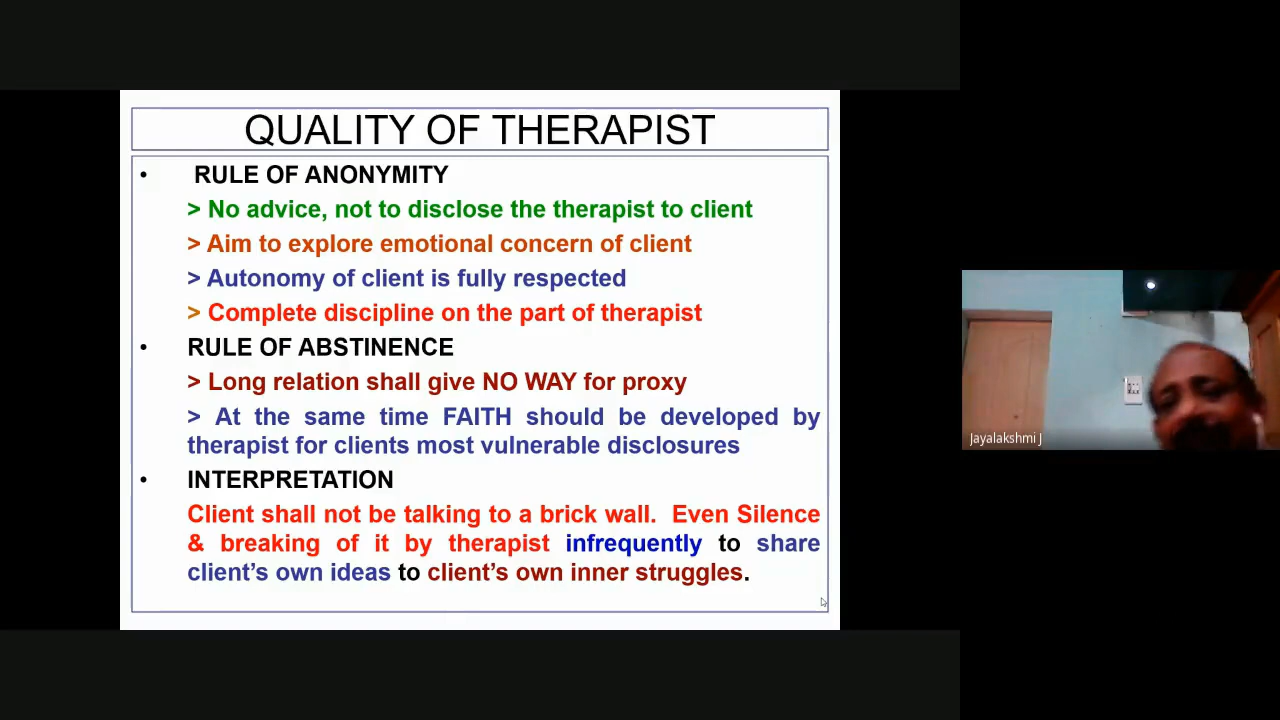 QUALITY OF THERAPIST
• RULE OF ANONYMITY
> No advice, not to disclose the therapist to client
> Aim to explore emotional concern of client
> Autonomy of client is fully respected
> Complete discipline on the part of therapist
• RULE OF ABSTINENCE
> Long relation shall give NO WAY for proxy
> At the same time FAITH should be developed by
therapist for clients most vulnerable disclosures
• INTERPRETATION
Client shall not be talking to a brick wall. Even Silence
& breaking of it by therapist infrequently to share
client’s own ideas to client’s own inner struggles.
Jayalakshmi J